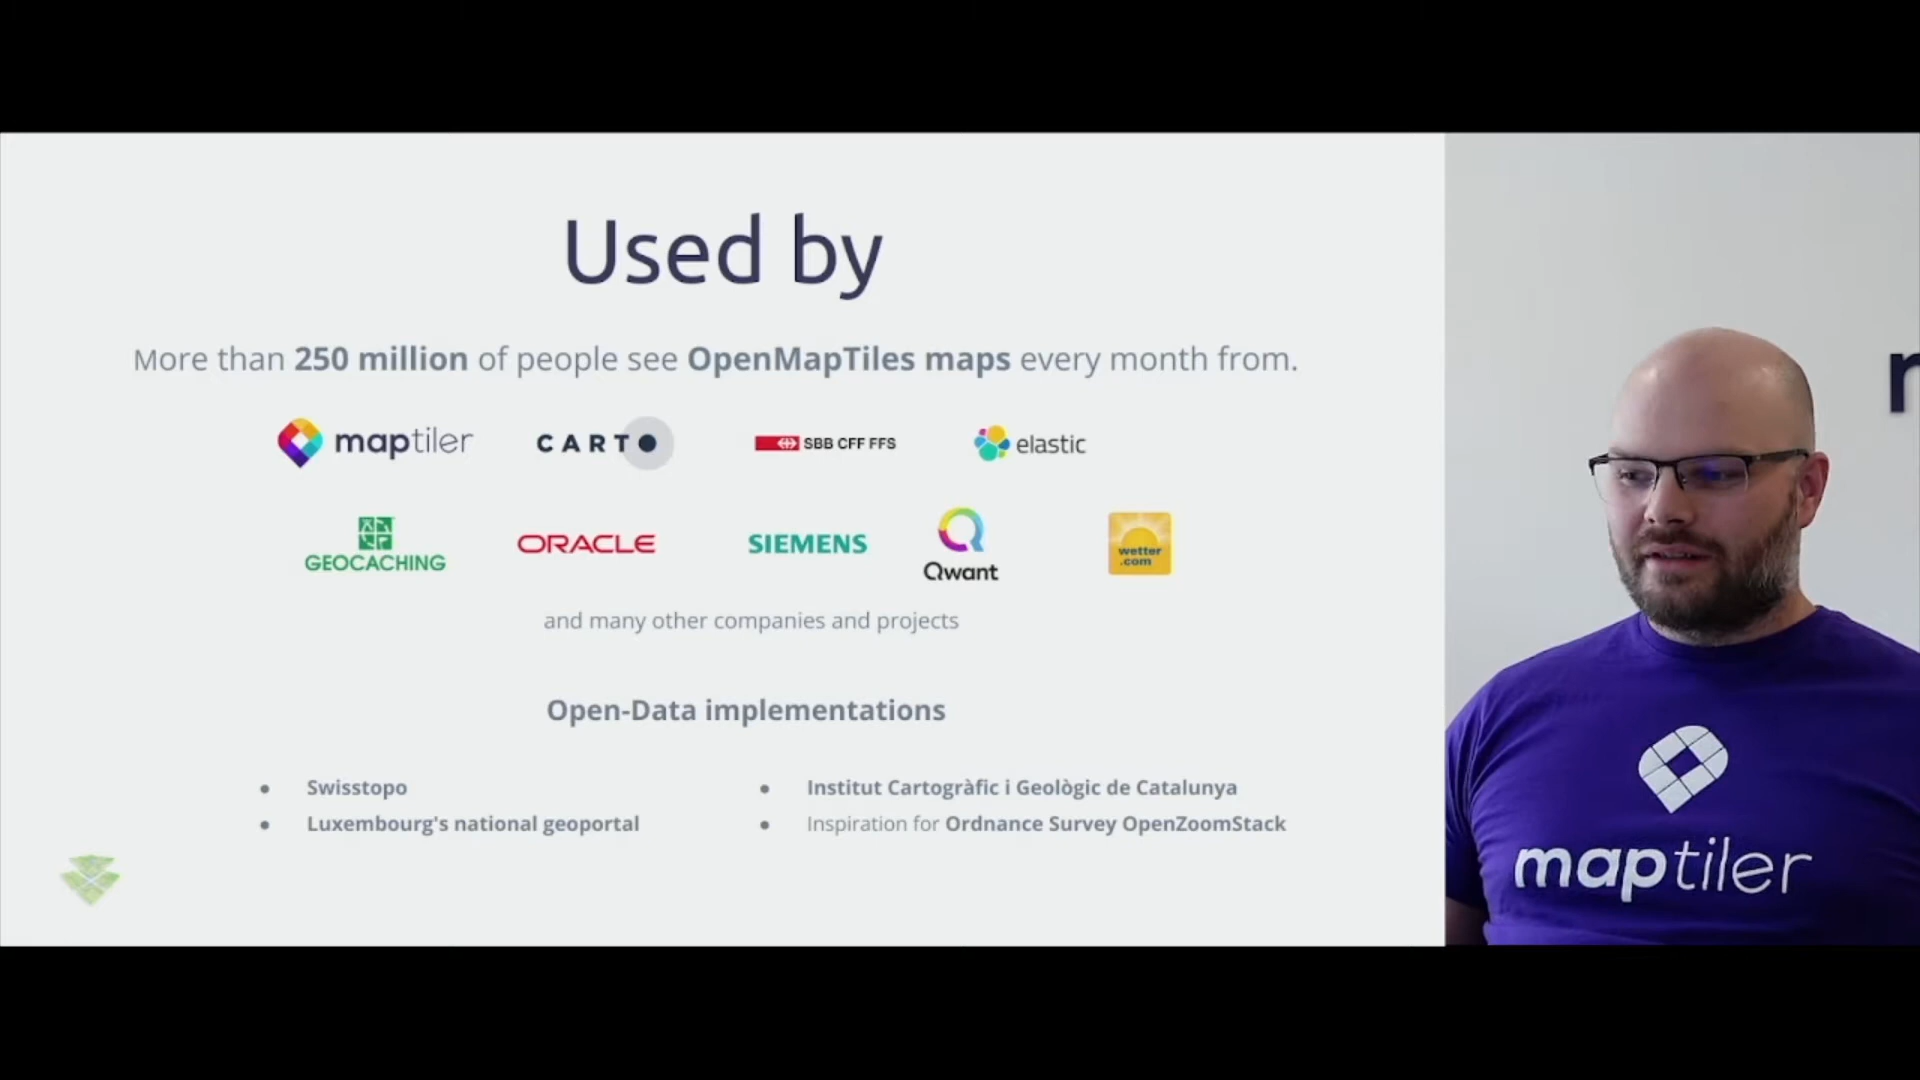 Used by
More than 250 million of people see OpenMapTiles maps every month from.
maptiler CARTO SBB CFF FFS elastic
GEOCACHING ORACLE SIEMENS Qwant wetter.com
and many other companies and projects
Open-Data implementations
• Swisstopo
• Luxembourg's national geoportal
• Institut Cartogràfic i Geològic de Catalunya
• Inspiration for Ordnance Survey OpenZoomStack
maptiler